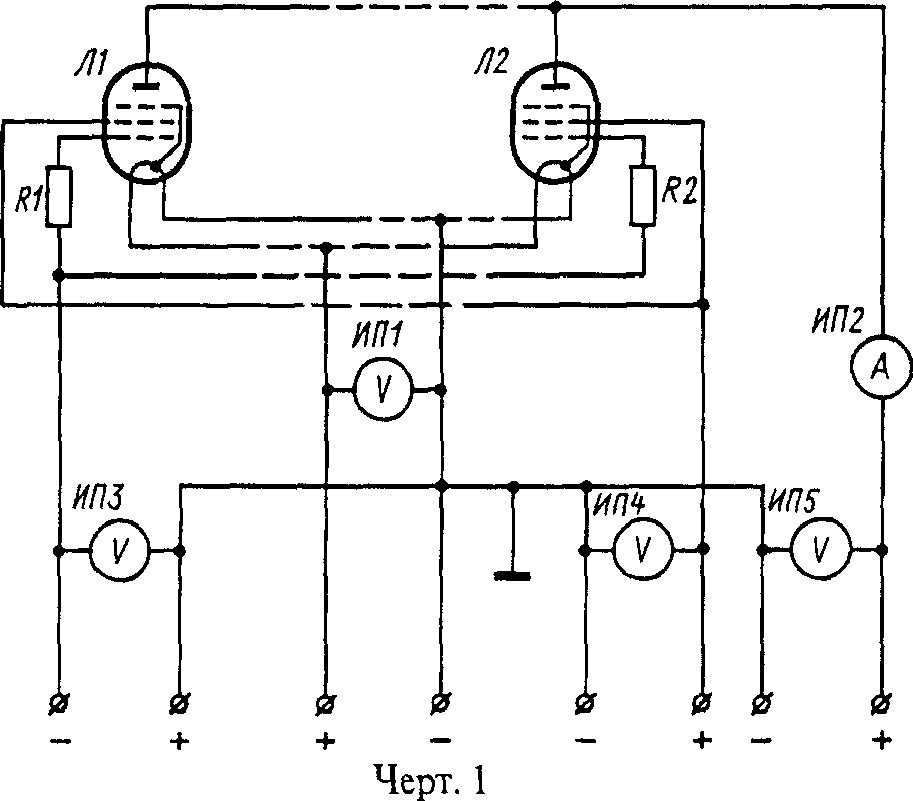 Л1 Л2
R1 R2
ИП1 ИП2
V A
ИП3 ИП4 ИП5
V V V
− + + − − + − +
Черт. 1